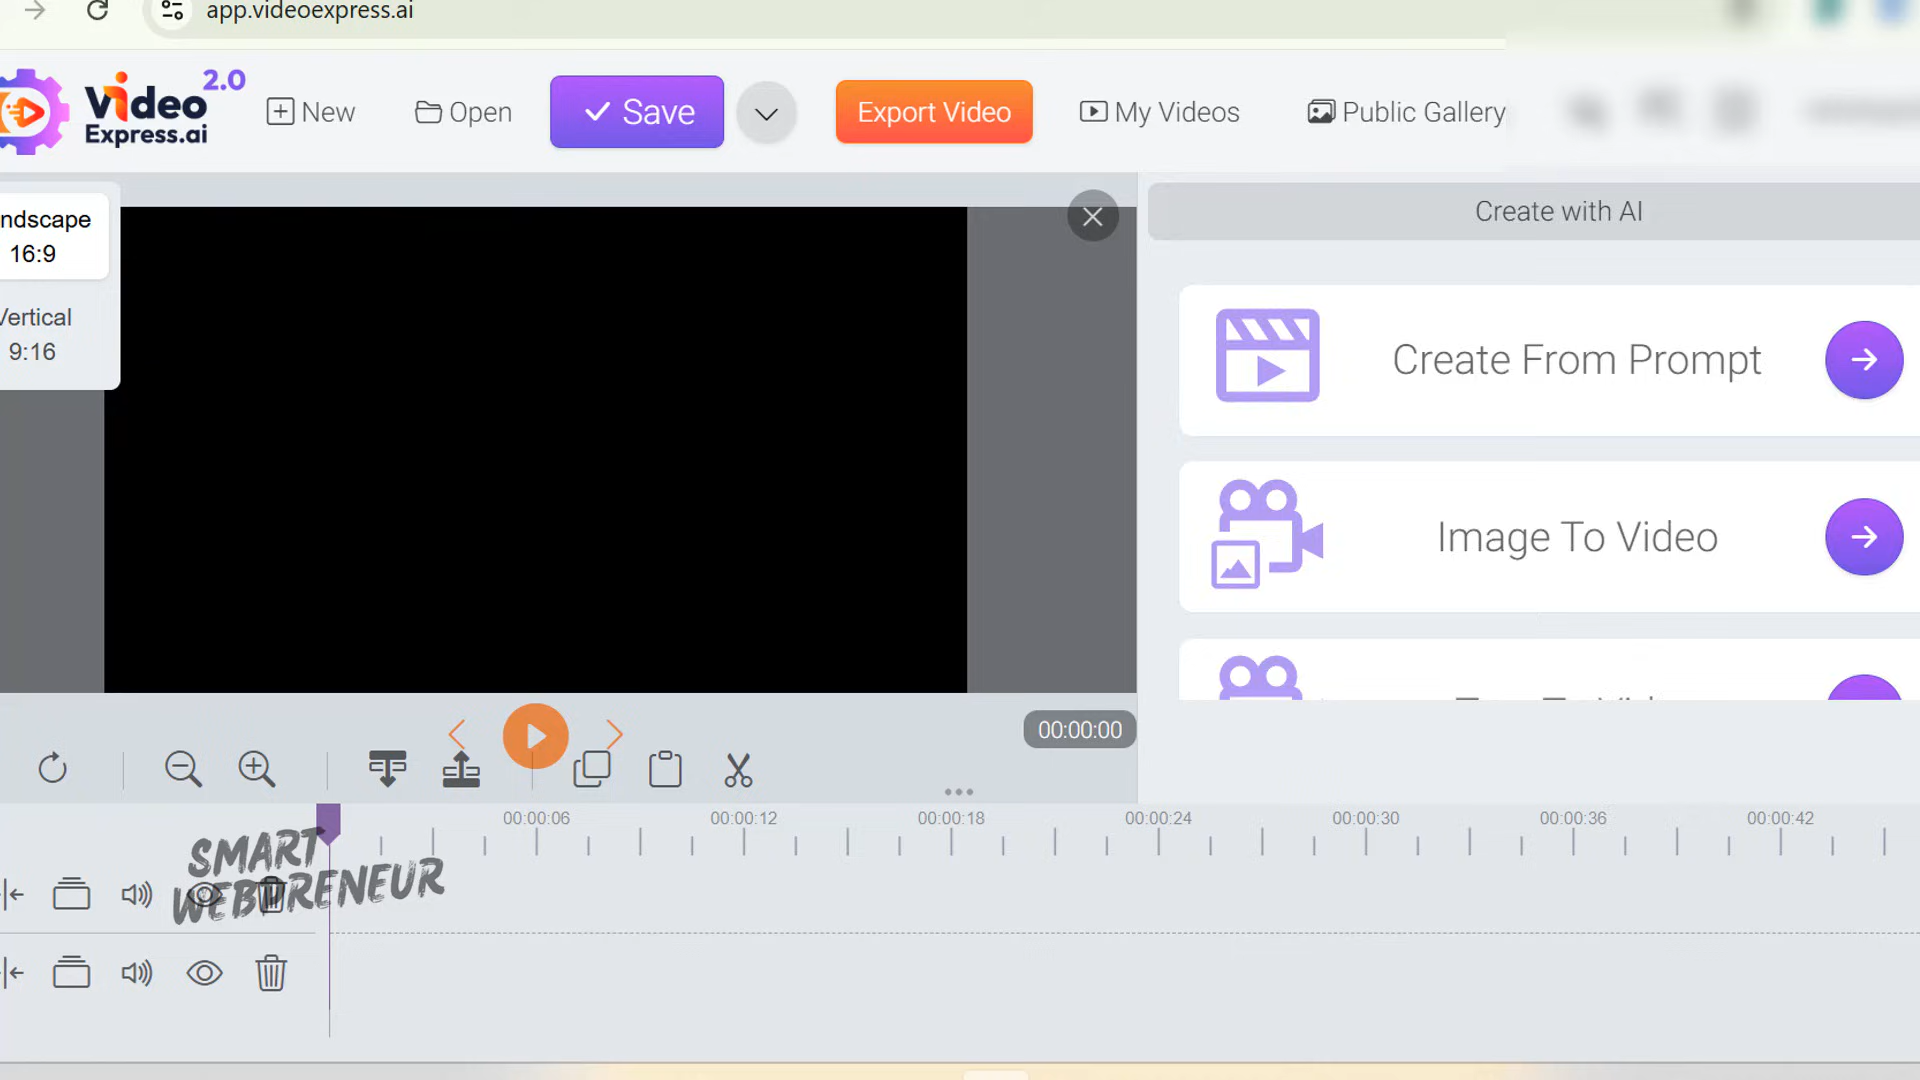 app.videoexpress.ai
Video 2.0
Express.ai
New
Open
Save
Export Video
My Videos
Public Gallery
ndscape
16:9
Vertical
9:16
Create with AI
Create From Prompt
Image To Video
00:00:00
00:00:06
00:00:12
00:00:18
00:00:24
00:00:30
00:00:36
00:00:42
SMART
WEBPRENEUR